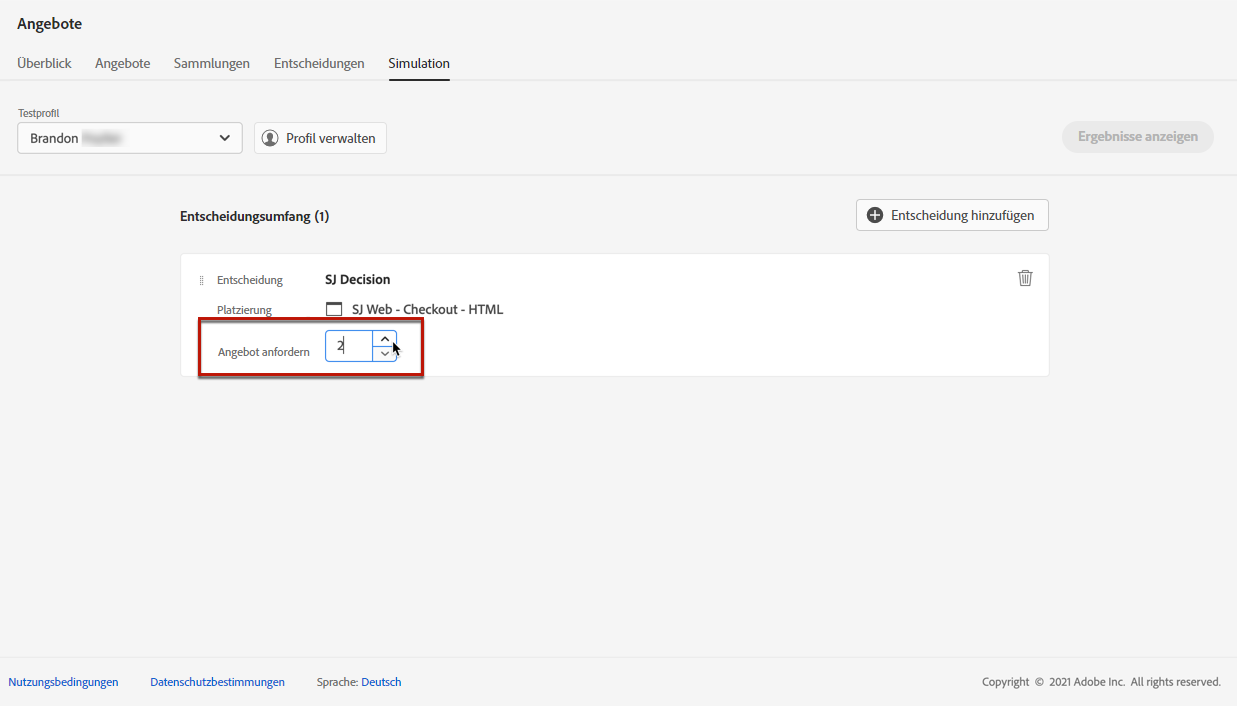 Angebote
Überblick Angebote Sammlungen Entscheidungen Simulation
Testprofil
Brandon
Profil verwalten
Ergebnisse anzeigen
Entscheidungsumfang (1)
Entscheidung hinzufügen
Entscheidung SJ Decision
Platzierung SJ Web - Checkout - HTML
Angebot anfordern 2
Nutzungsbedingungen Datenschutzbestimmungen Sprache: Deutsch Copyright © 2021 Adobe Inc. All rights reserved.